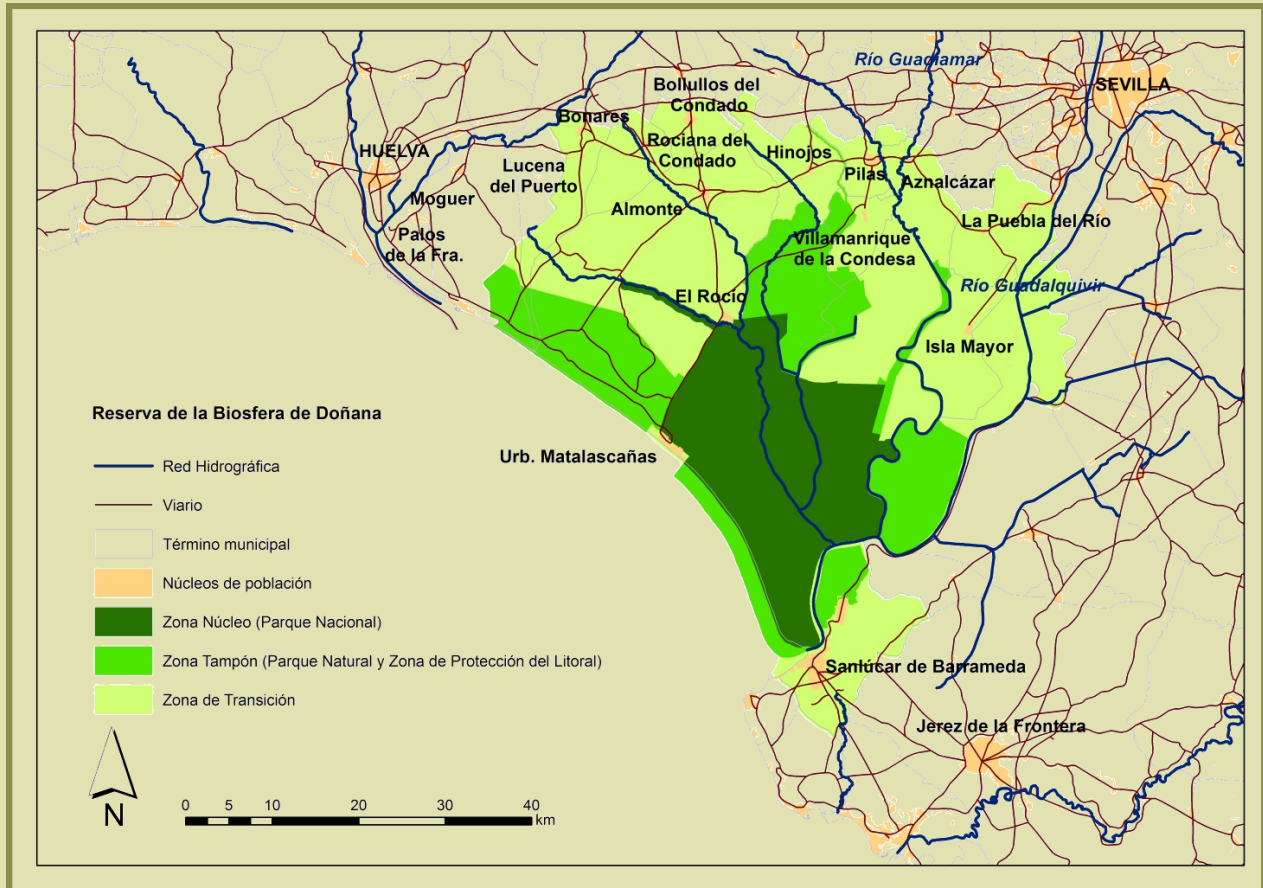 Río Guadiamar
SEVILLA
Bollullos del
Condado
Bonares
Rociana del
Condado
HUELVA
Hinojos
Lucena
del Puerto
Pilas
Aznalcázar
Moguer
Almonte
La Puebla del Río
Palos
de la Fra.
Villamanrique
de la Condesa
Río Guadalquivir
El Rocío
Isla Mayor
Urb. Matalascañas
Sanlúcar de Barrameda
Jerez de la Frontera
Reserva de la Biosfera de Doñana
Red Hidrográfica
Viario
Término municipal
Núcleos de población
Zona Núcleo (Parque Nacional)
Zona Tampón (Parque Natural y Zona de Protección del Litoral)
Zona de Transición
N
0 5 10 20 30 40
km